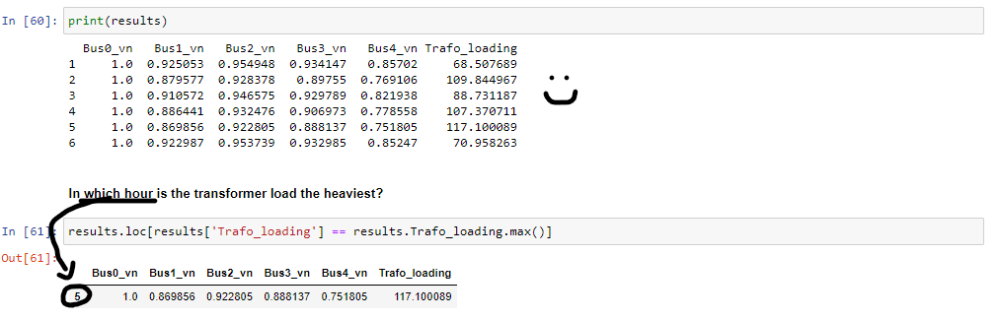 In [60]: print(results)
Bus0_vn Bus1_vn Bus2_vn Bus3_vn Bus4_vn Trafo_loading
1 1.0 0.925053 0.954948 0.934147 0.85702 68.507689
2 1.0 0.879577 0.928378 0.89755 0.769106 109.844967
3 1.0 0.910572 0.946575 0.929789 0.821938 88.731187
4 1.0 0.886441 0.932476 0.906973 0.778558 107.370711
5 1.0 0.869856 0.922805 0.888137 0.751805 117.100089
6 1.0 0.922987 0.953739 0.932985 0.85247 70.958263
In which hour is the transformer load the heaviest?
In [61]: results.loc[results['Trafo_loading'] == results.Trafo_loading.max()]
Out[61]:
Bus0_vn Bus1_vn Bus2_vn Bus3_vn Bus4_vn Trafo_loading
5 1.0 0.869856 0.922805 0.888137 0.751805 117.100089